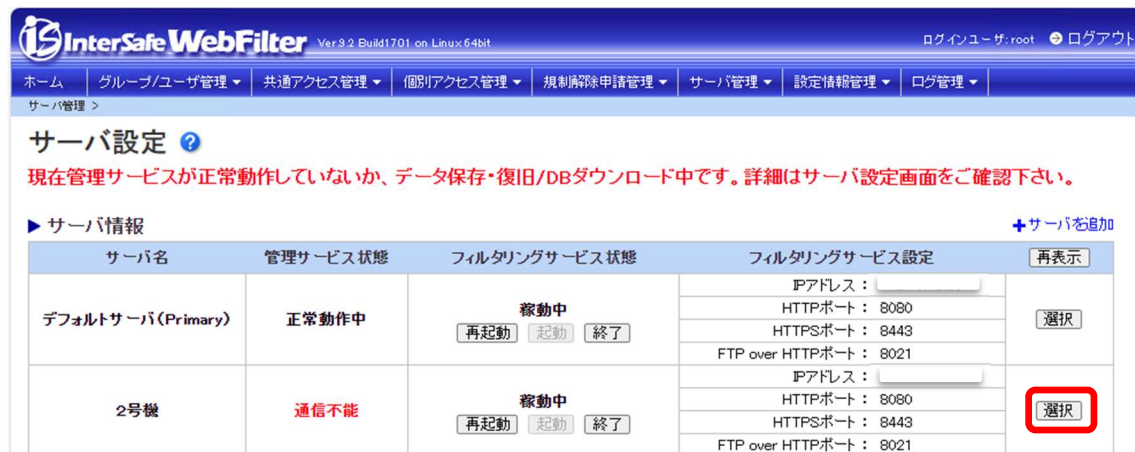 InterSafe WebFilter Ver.9.2 Build1701 on Linux64bit ログインユーザ:root ログアウト
ホーム グループ/ユーザ管理▼ 共通アクセス管理▼ 個別アクセス管理▼ 規制解除申請管理▼ サーバ管理▼ 設定情報管理▼ ログ管理▼
サーバ管理 >
サーバ設定 ?
現在管理サービスが正常動作していないか、データ保存・復旧/DBダウンロード中です。詳細はサーバ設定画面をご確認下さい。
▶ サーバ情報 +サーバを追加
サーバ名 管理サービス状態 フィルタリングサービス状態 フィルタリングサービス設定 再表示
デフォルトサーバ(Primary) 正常動作中 稼動中 再起動 起動 終了
IPアドレス:
HTTPポート: 8080
HTTPSポート: 8443
FTP over HTTPポート: 8021
選択
2号機 通信不能 稼動中 再起動 起動 終了
IPアドレス:
HTTPポート: 8080
HTTPSポート: 8443
FTP over HTTPポート: 8021
選択